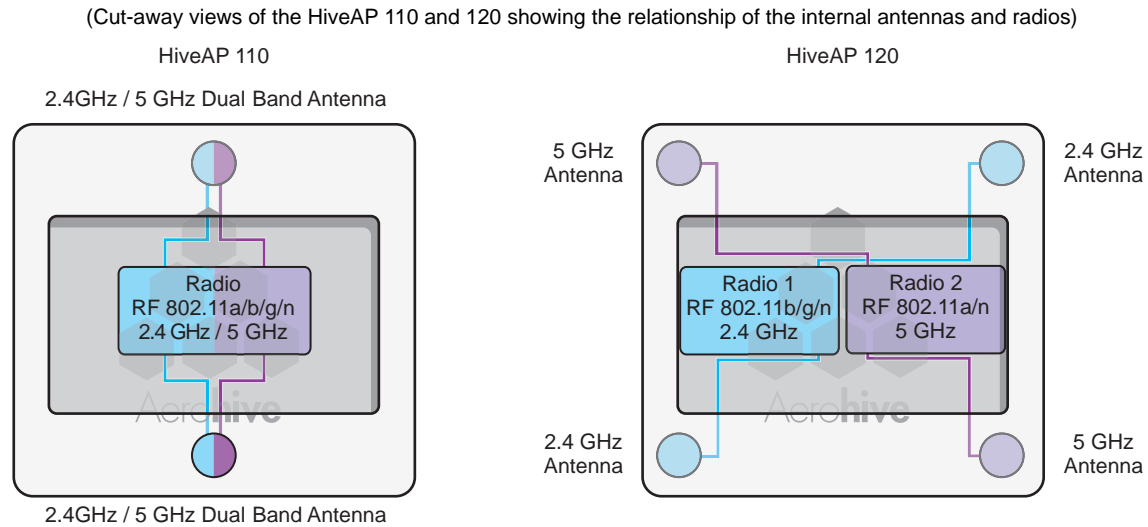 (Cut-away views of the HiveAP 110 and 120 showing the relationship of the internal antennas and radios)
HiveAP 110
2.4GHz / 5 GHz Dual Band Antenna
Radio
RF 802.11a/b/g/n
2.4 GHz / 5 GHz
Aerohive
2.4GHz / 5 GHz Dual Band Antenna
HiveAP 120
5 GHz
Antenna
2.4 GHz
Antenna
Radio 1
RF 802.11b/g/n
2.4 GHz
Radio 2
RF 802.11a/n
5 GHz
Aerohive
2.4 GHz
Antenna
5 GHz
Antenna